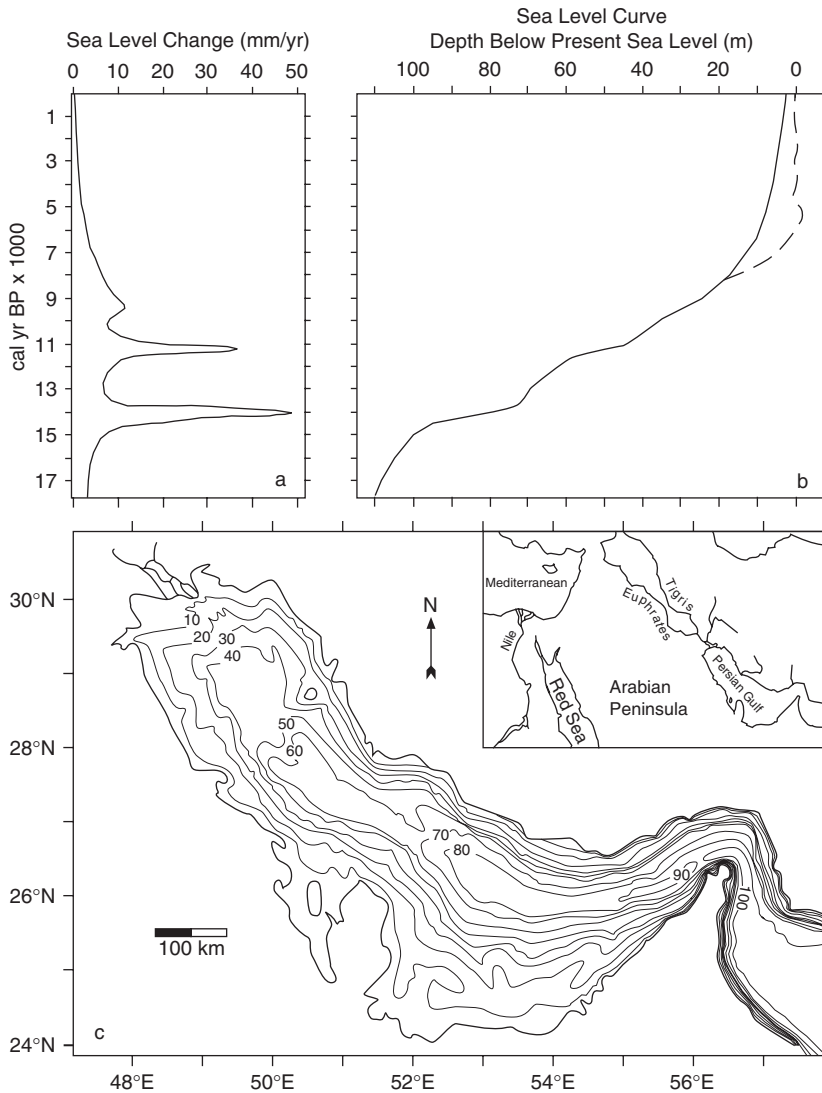 Sea Level Change (mm/yr)
0 10 20 30 40 50
Sea Level Curve
Depth Below Present Sea Level (m)
100 80 60 40 20 0
cal yr BP x 1000
1
3
5
7
9
11
13
15
17
a
b
30°N
28°N
26°N
24°N
48°E 50°E 52°E 54°E 56°E
10
20 30
40
50
60
70
80
90
100
N
100 km
c
Mediterranean
Nile
Red Sea
Arabian
Peninsula
Euphrates
Tigris
Persian Gulf